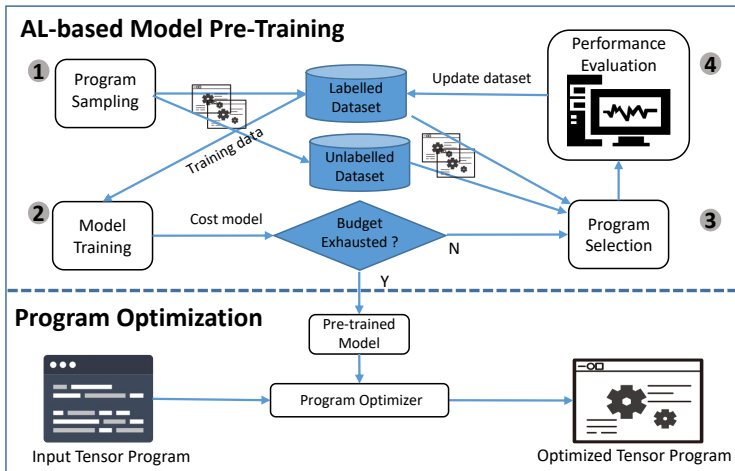 AL-based Model Pre-Training
1
Program
Sampling
Labelled
Dataset
Update dataset
Performance
Evaluation
4
Training data
Unlabelled
Dataset
2
Model
Training
Cost model
Budget
Exhausted ?
N
Program
Selection
3
Y
Program Optimization
Pre-trained
Model
Program Optimizer
Input Tensor Program
Optimized Tensor Program